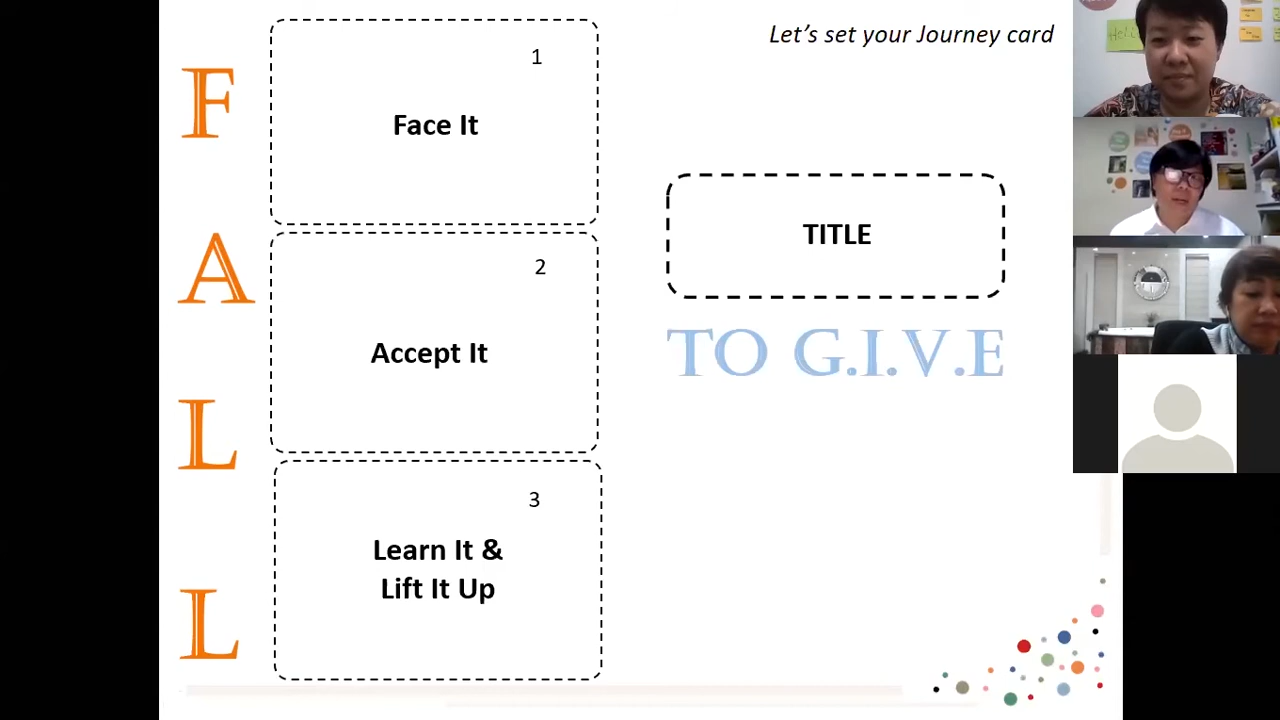 Let's set your Journey card
F
1
Face It
A
2
Accept It
L
3
Learn It &
Lift It Up
L
TITLE
TO G.I.V.E